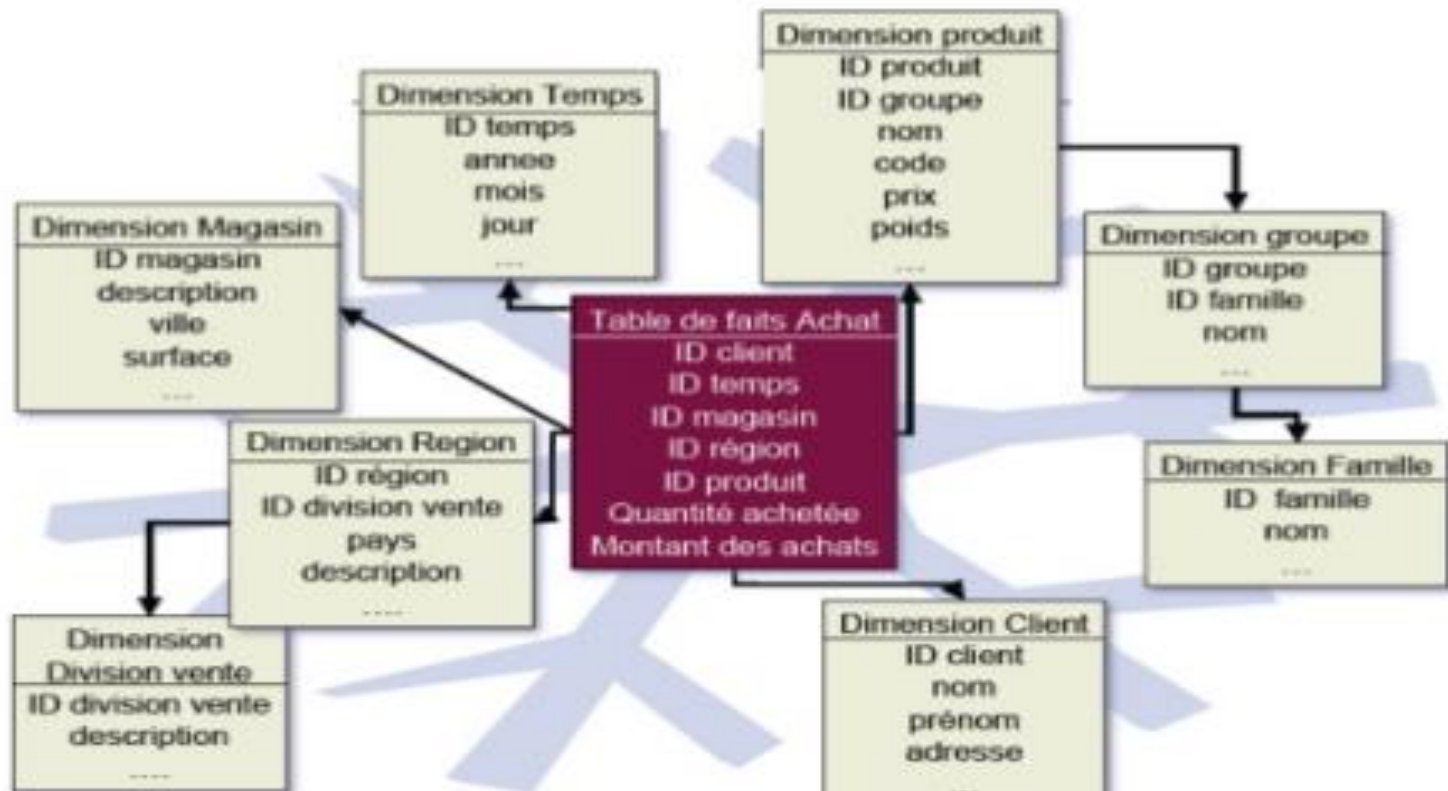 Dimension produit
ID produit
ID groupe
nom
code
prix
poids
...
Dimension Temps
ID temps
annee
mois
jour
...
Dimension Magasin
ID magasin
description
ville
surface
...
Dimension groupe
ID groupe
ID famille
nom
...
Table de faits Achat
ID client
ID temps
ID magasin
ID région
ID produit
Quantité achetée
Montant des achats
Dimension Region
ID région
ID division vente
pays
description
....
Dimension Famille
ID famille
nom
...
Dimension
Division vente
ID division vente
description
....
Dimension Client
ID client
nom
prénom
adresse
...